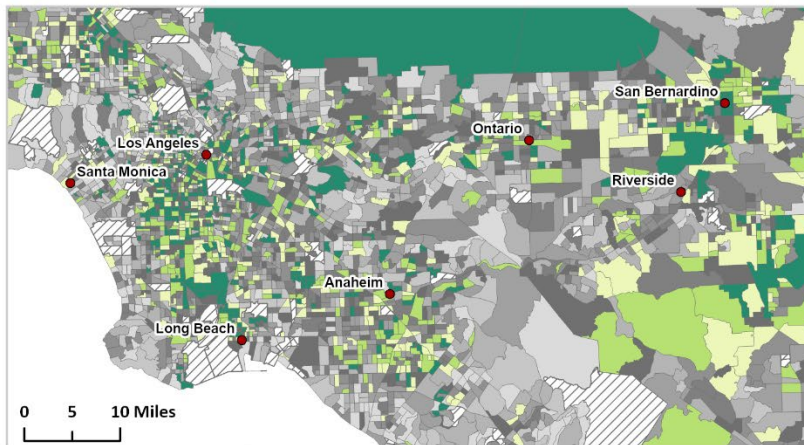 San Bernardino
Los Angeles
Ontario
Santa Monica
Riverside
Anaheim
Long Beach
0 5 10 Miles